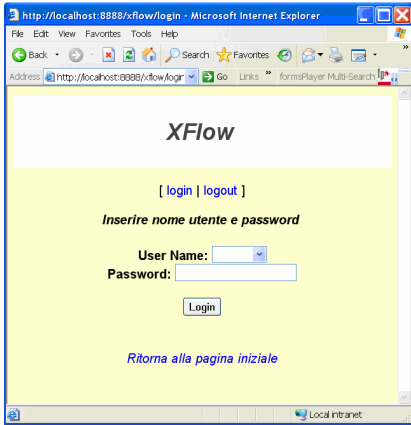 http://localhost:8888/xflow/login - Microsoft Internet Explorer
File Edit View Favorites Tools Help
Back Search Favorites »
Address http://localhost:8888/xflow/login Go Links » formsPlayer Multi-Search
XFlow
[ login | logout ]
Inserire nome utente e password
User Name:
Password:
Login
Ritorna alla pagina iniziale
Local intranet